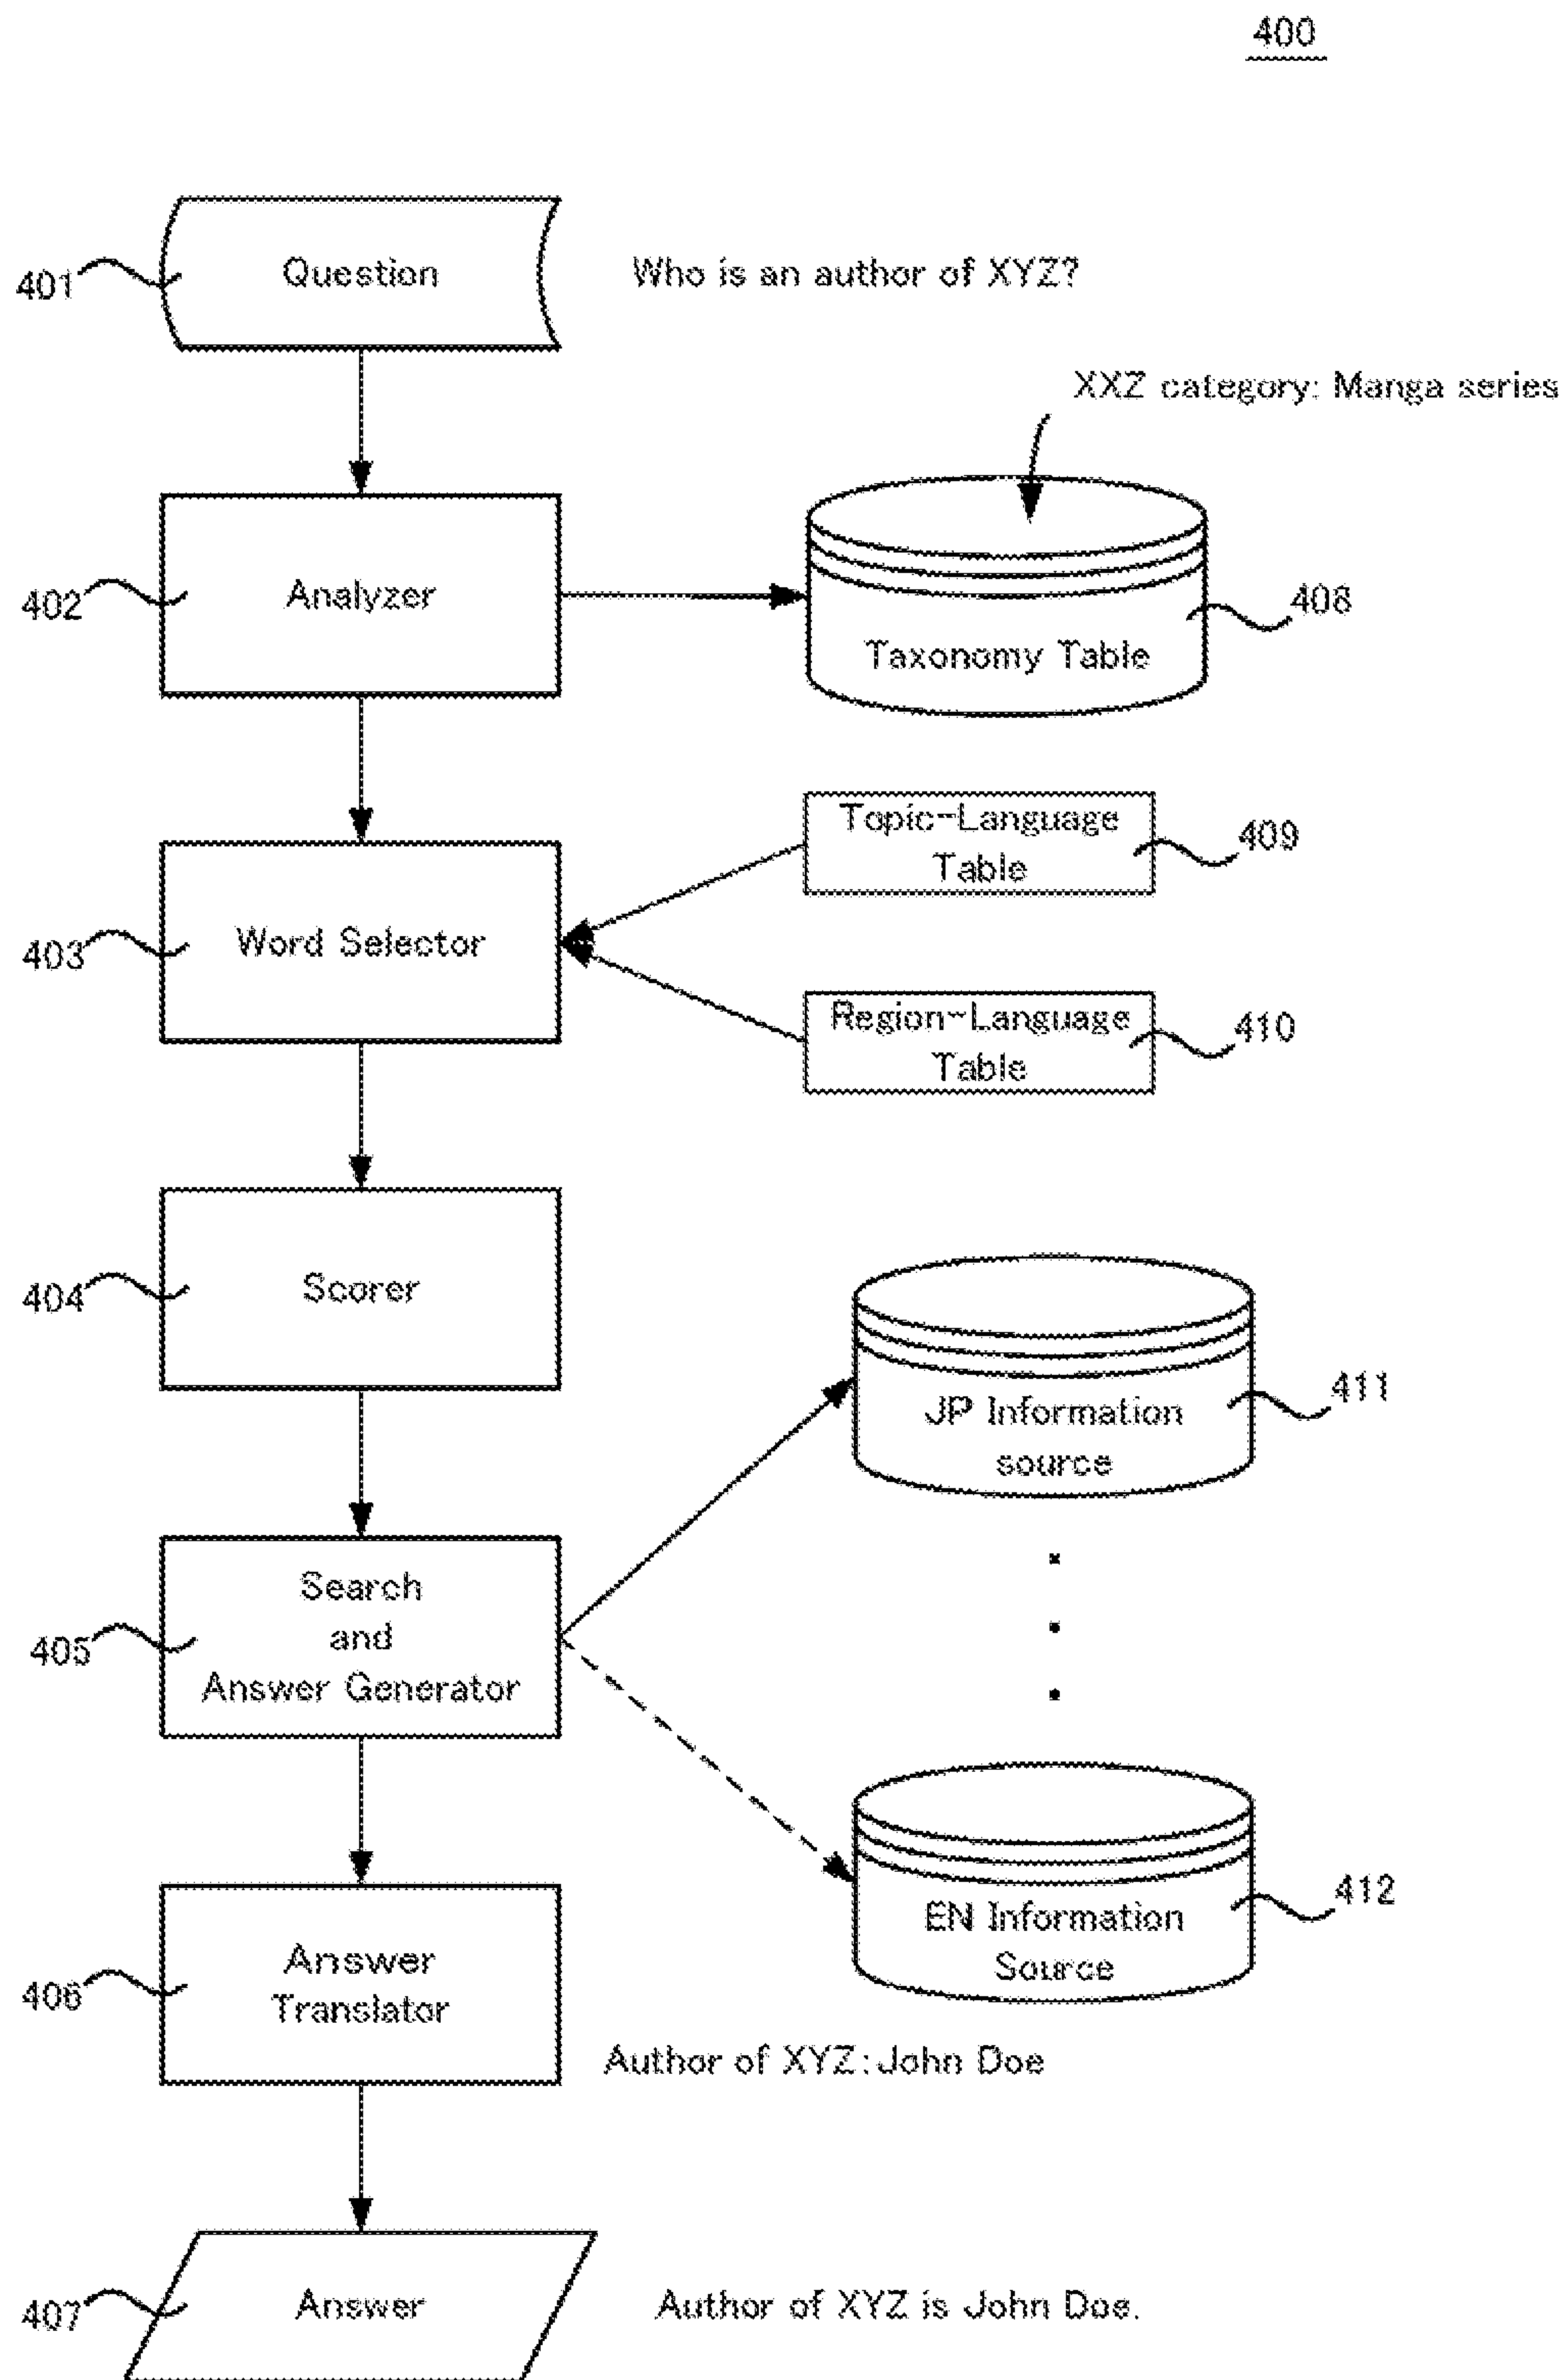 400
401
Question
Who is an author of XYZ?
XXZ category: Manga series
402
Analyzer
408
Taxonomy Table
Topic-Language
Table
409
403
Word Selector
Region-Language
Table
410
404
Scorer
JP Information
source
411
405
Search
and
Answer Generator
EN Information
Source
412
406
Answer
Translator
Author of XYZ:John Doe
407
Answer
Author of XYZ is John Doe.